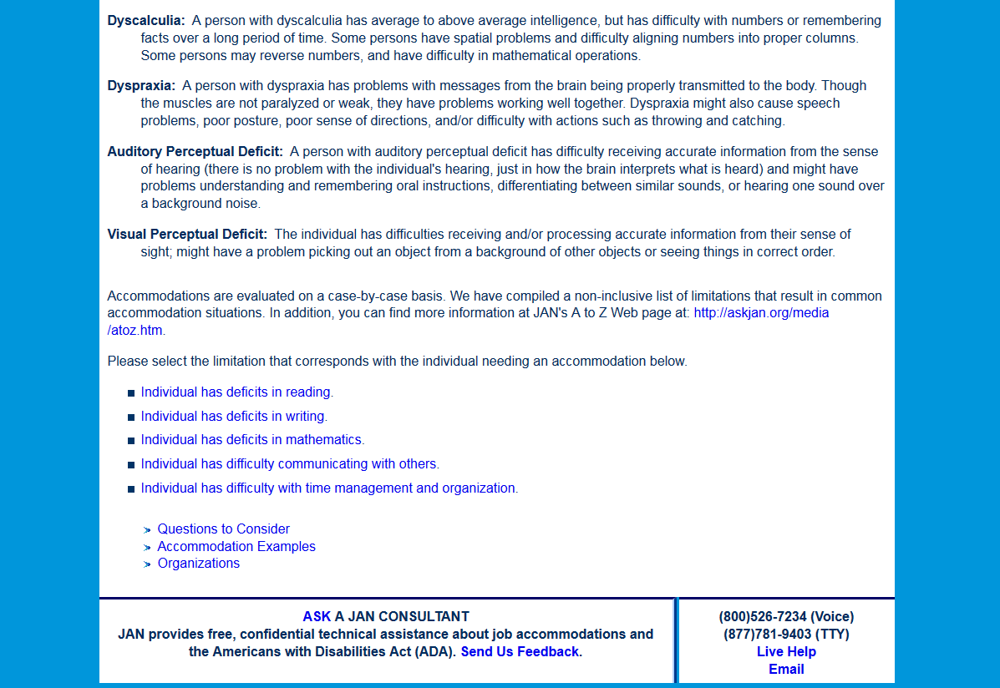 Dyscalculia: A person with dyscalculia has average to above average intelligence, but has difficulty with numbers or remembering
facts over a long period of time. Some persons have spatial problems and difficulty aligning numbers into proper columns.
Some persons may reverse numbers, and have difficulty in mathematical operations.
Dyspraxia: A person with dyspraxia has problems with messages from the brain being properly transmitted to the body. Though
the muscles are not paralyzed or weak, they have problems working well together. Dyspraxia might also cause speech
problems, poor posture, poor sense of directions, and/or difficulty with actions such as throwing and catching.
Auditory Perceptual Deficit: A person with auditory perceptual deficit has difficulty receiving accurate information from the sense
of hearing (there is no problem with the individual's hearing, just in how the brain interprets what is heard) and might have
problems understanding and remembering oral instructions, differentiating between similar sounds, or hearing one sound over
a background noise.
Visual Perceptual Deficit: The individual has difficulties receiving and/or processing accurate information from their sense of
sight; might have a problem picking out an object from a background of other objects or seeing things in correct order.
Accommodations are evaluated on a case-by-case basis. We have compiled a non-inclusive list of limitations that result in common
accommodation situations. In addition, you can find more information at JAN's A to Z Web page at: http://askjan.org/media
/atoz.htm.
Please select the limitation that corresponds with the individual needing an accommodation below.
Individual has deficits in reading.
Individual has deficits in writing.
Individual has deficits in mathematics.
Individual has difficulty communicating with others.
Individual has difficulty with time management and organization.
Questions to Consider
Accommodation Examples
Organizations
ASK A JAN CONSULTANT
JAN provides free, confidential technical assistance about job accommodations and
the Americans with Disabilities Act (ADA). Send Us Feedback.
(800)526-7234 (Voice)
(877)781-9403 (TTY)
Live Help
Email